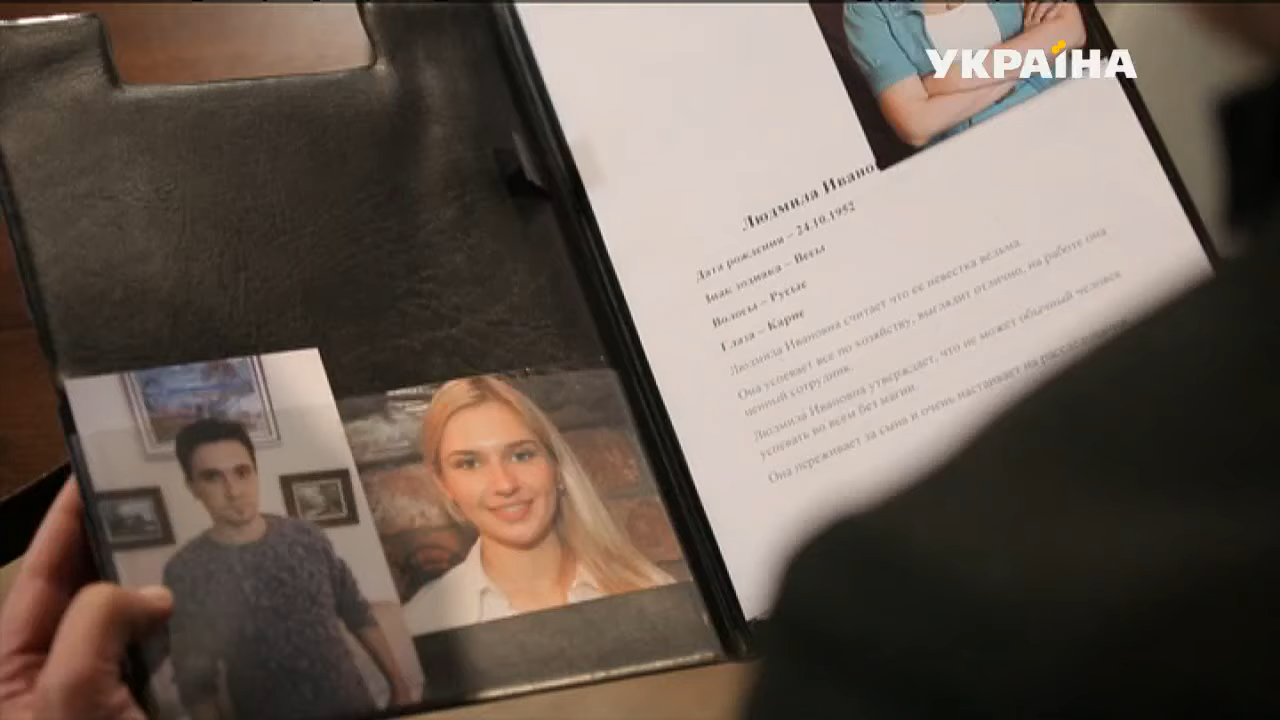 УКРАЇНА
Людмила Ивано
Дата рождения – 24.10.1952
Знак зодиака – Весы
Волосы – Русые
Глаза – Карие
Людмила Ивановна считает что ее невестка ведьма.
Она успевает все по хозяйству, выглядит отлично, на работе она
ценный сотрудник.
Людмила Ивановна утверждает, что не может обычный человек
успевать во всем без магии.
Она переживает за сына и очень настаивает на